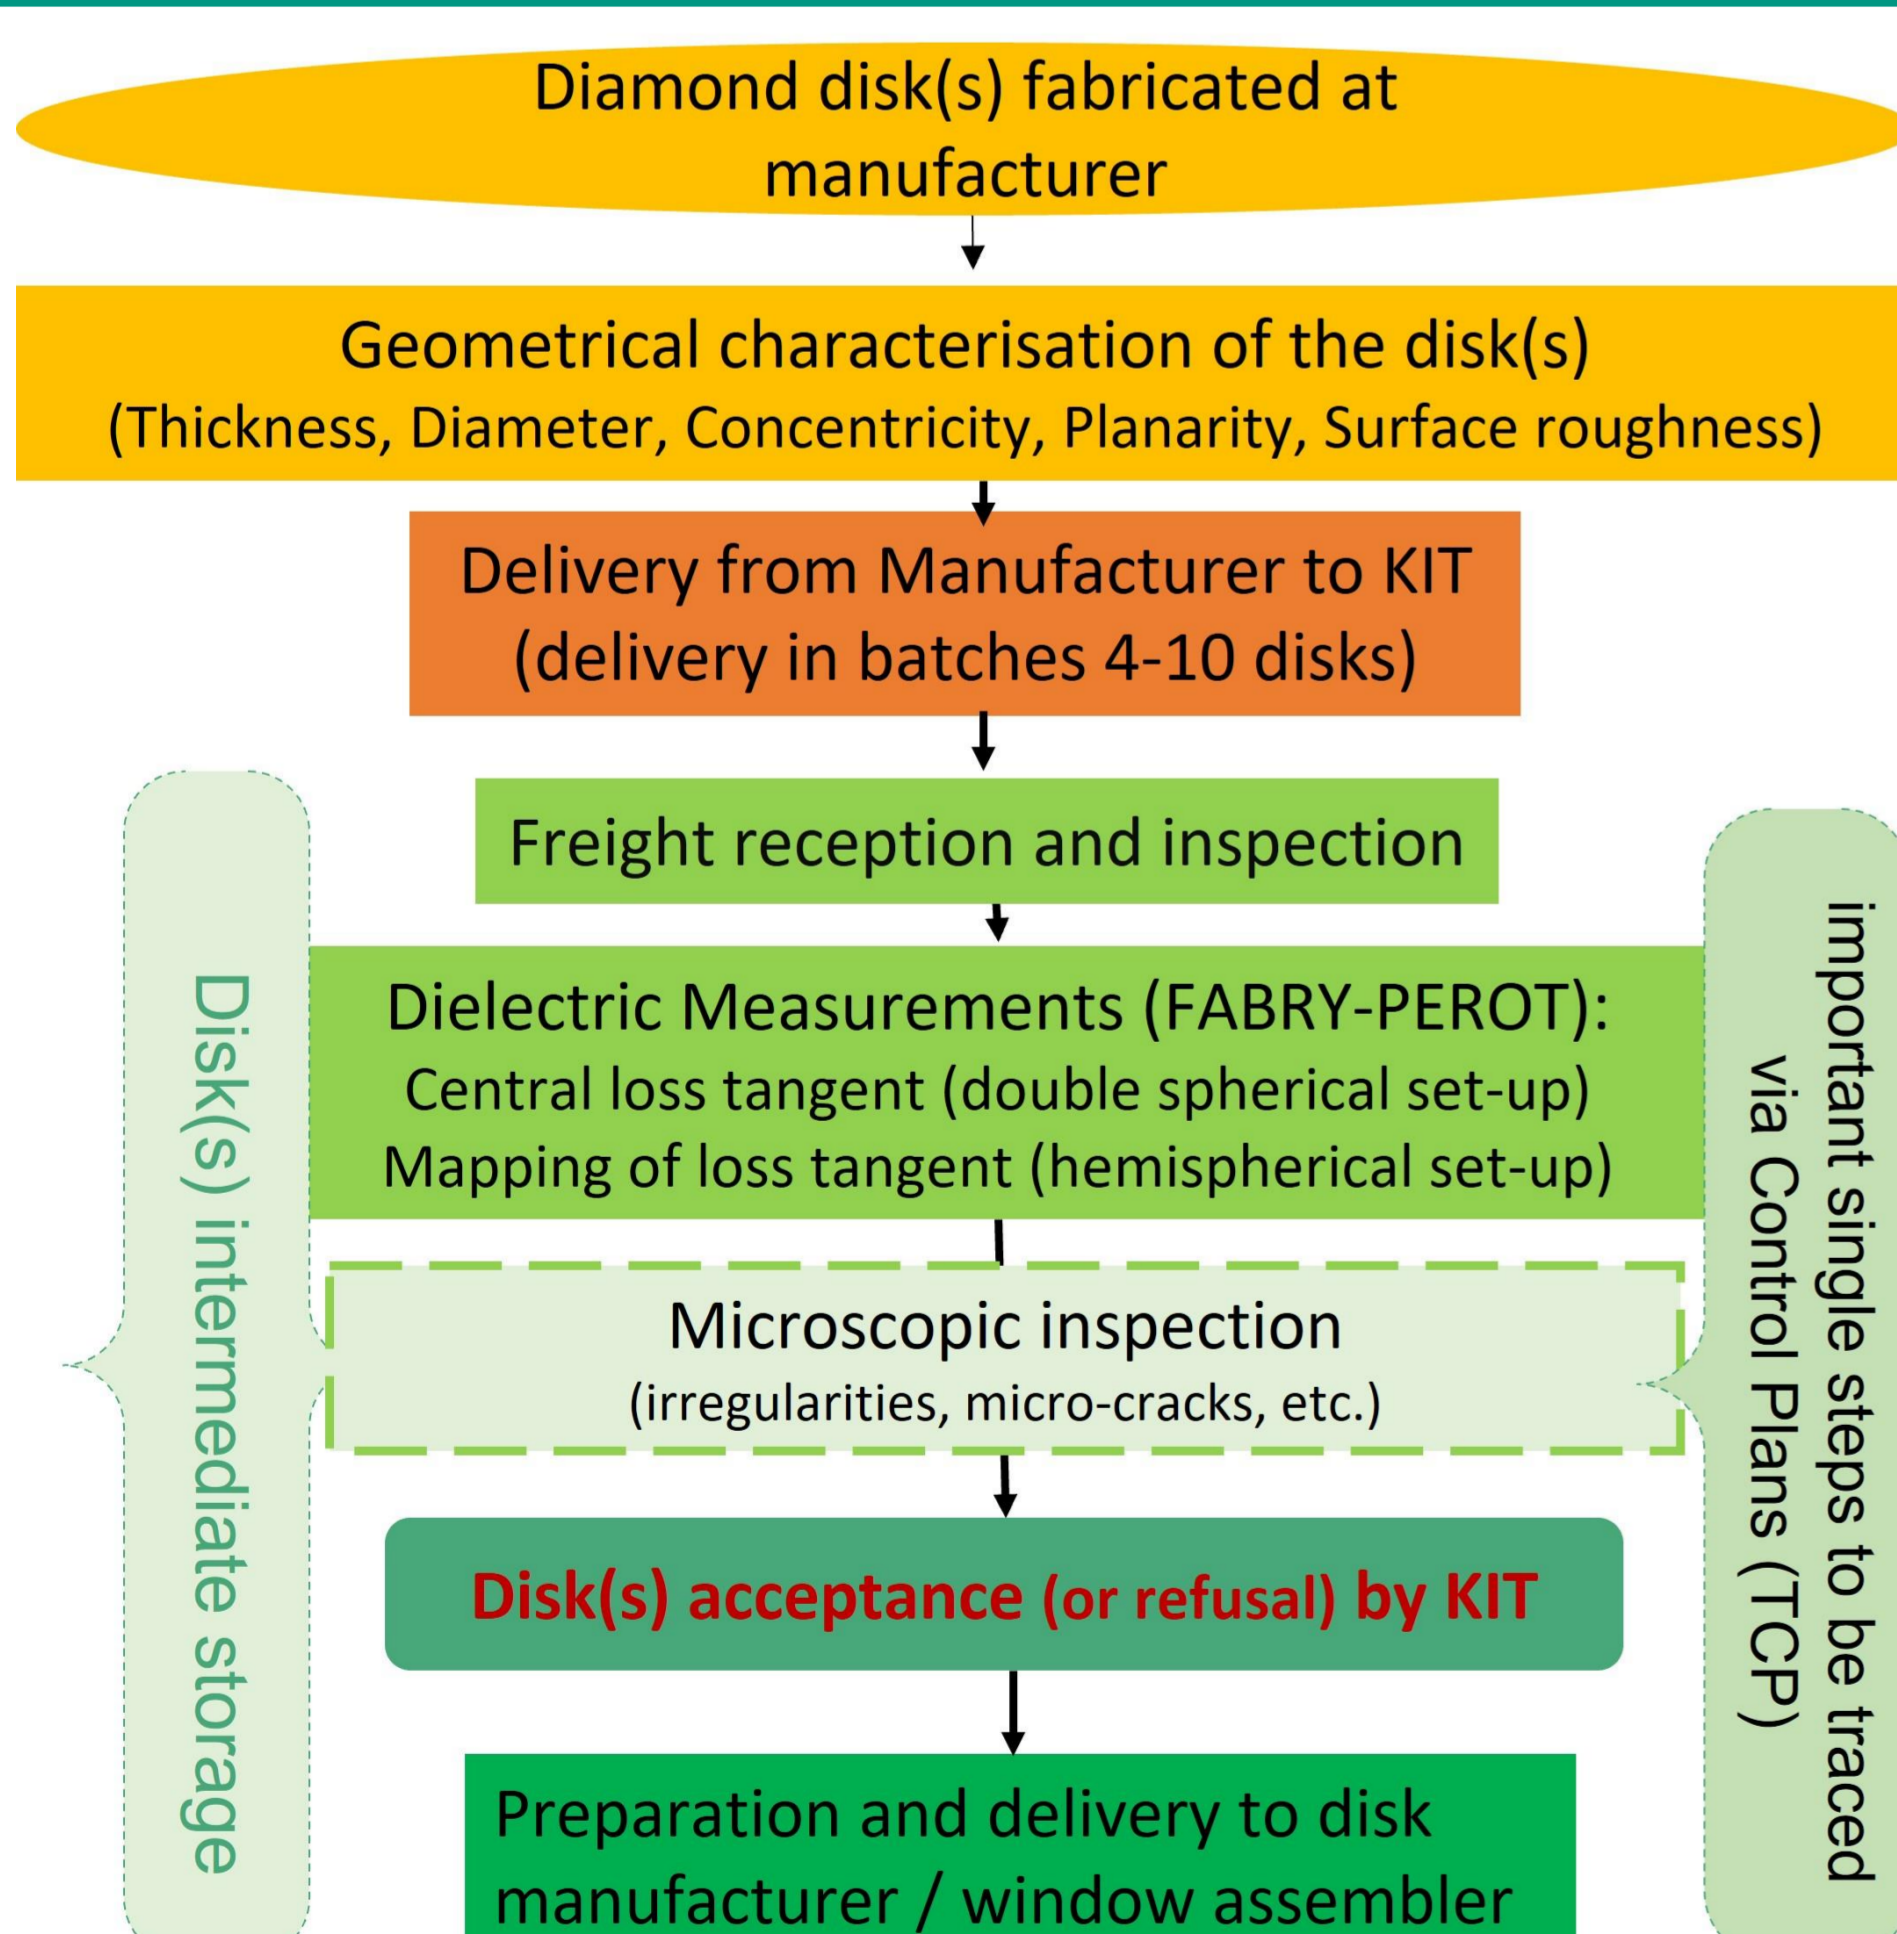 Diamond disk(s) fabricated at
manufacturer
Geometrical characterisation of the disk(s)
(Thickness, Diameter, Concentricity, Planarity, Surface roughness)
Delivery from Manufacturer to KIT
(delivery in batches 4-10 disks)
Freight reception and inspection
Dielectric Measurements (FABRY-PEROT):
Central loss tangent (double spherical set-up)
Mapping of loss tangent (hemispherical set-up)
Microscopic inspection
(irregularities, micro-cracks, etc.)
Disk(s) acceptance (or refusal) by KIT
Preparation and delivery to disk
manufacturer / window assembler
Disk(s) intermediate storage
important single steps to be traced
via Control Plans (TCP)